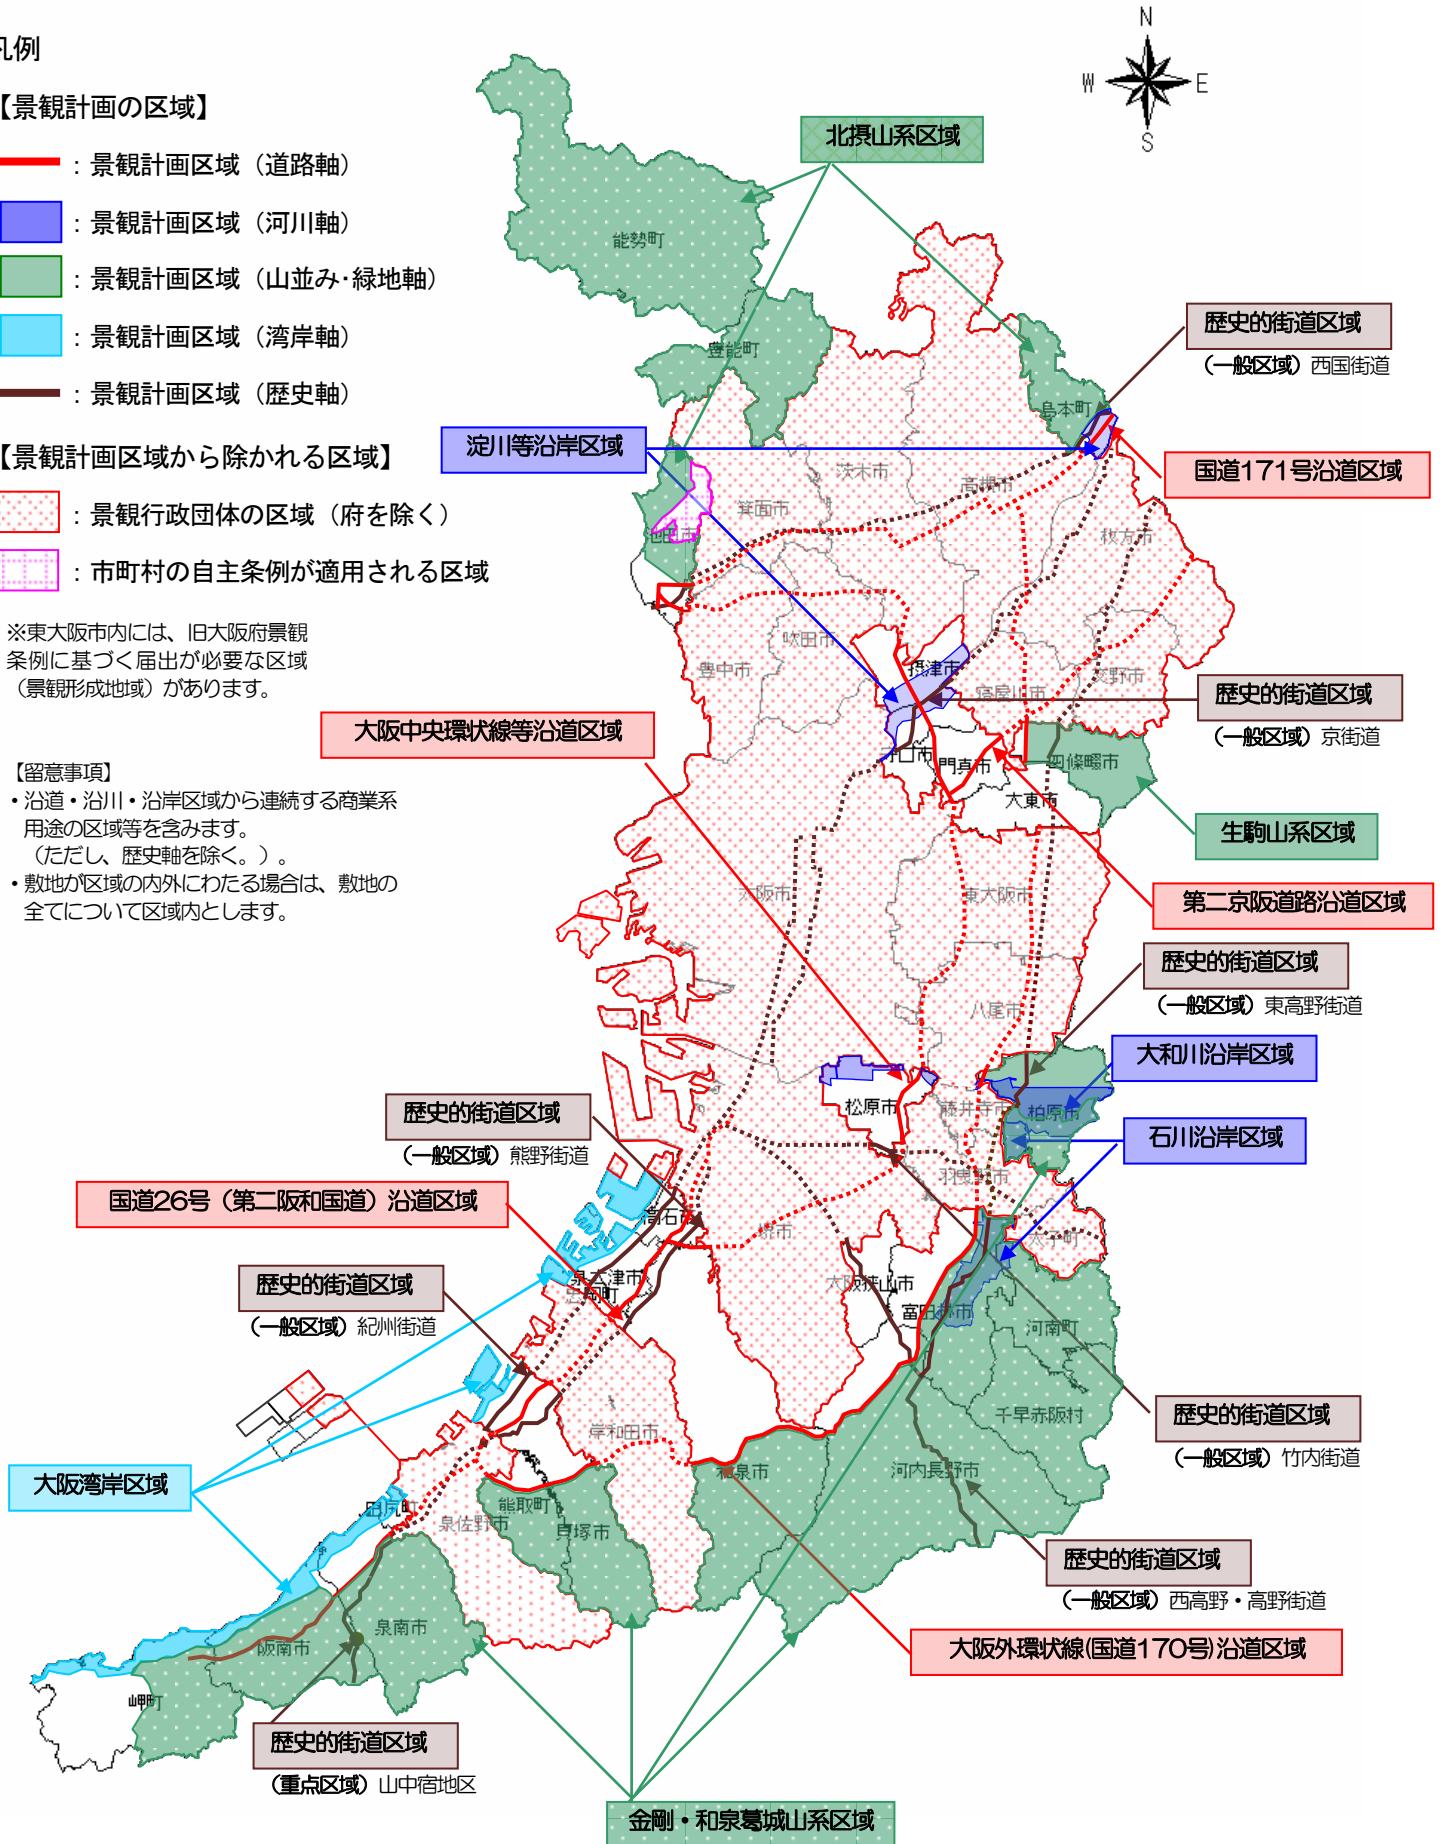 凡例
【景観計画の区域】
：景観計画区域（道路軸）
：景観計画区域（河川軸）
：景観計画区域（山並み・緑地軸）
：景観計画区域（湾岸軸）
：景観計画区域（歴史軸）
【景観計画区域から除かれる区域】
：景観行政団体の区域（府を除く）
：市町村の自主条例が適用される区域
※東大阪市内には、旧大阪府景観
条例に基づく届出が必要な区域
（景観形成地域）があります。
【留意事項】
・沿道・沿川・沿岸区域から連続する商業系
用途の区域等を含みます。
（ただし、歴史軸を除く。）。
・敷地が区域の内外にわたる場合は、敷地の
全てについて区域内とします。
N
W
E
S
北摂山系区域
能勢町
豊能町
歴史的街道区域
（一般区域）西国街道
島本町
淀川等沿岸区域
国道171号沿道区域
茨木市
高槻市
箕面市
池田市
枚方市
吹田市
豊中市
摂津市
寝屋川市
交野市
歴史的街道区域
（一般区域）京街道
大阪中央環状線等沿道区域
守口市
門真市
四條畷市
大東市
生駒山系区域
大阪市
東大阪市
第二京阪道路沿道区域
歴史的街道区域
（一般区域）東高野街道
八尾市
大和川沿岸区域
松原市
藤井寺市
柏原市
歴史的街道区域
（一般区域）熊野街道
石川沿岸区域
羽曳野市
国道26号（第二阪和国道）沿道区域
高石市
堺市
太子町
歴史的街道区域
（一般区域）紀州街道
泉大津市
忠岡町
大阪狭山市
富田林市
河南町
千早赤阪村
歴史的街道区域
（一般区域）竹内街道
岸和田市
和泉市
河内長野市
大阪湾岸区域
田尻町
泉佐野市
熊取町
貝塚市
歴史的街道区域
（一般区域）西高野・高野街道
阪南市
泉南市
大阪外環状線(国道170号)沿道区域
岬町
歴史的街道区域
（重点区域）山中宿地区
金剛・和泉葛城山系区域